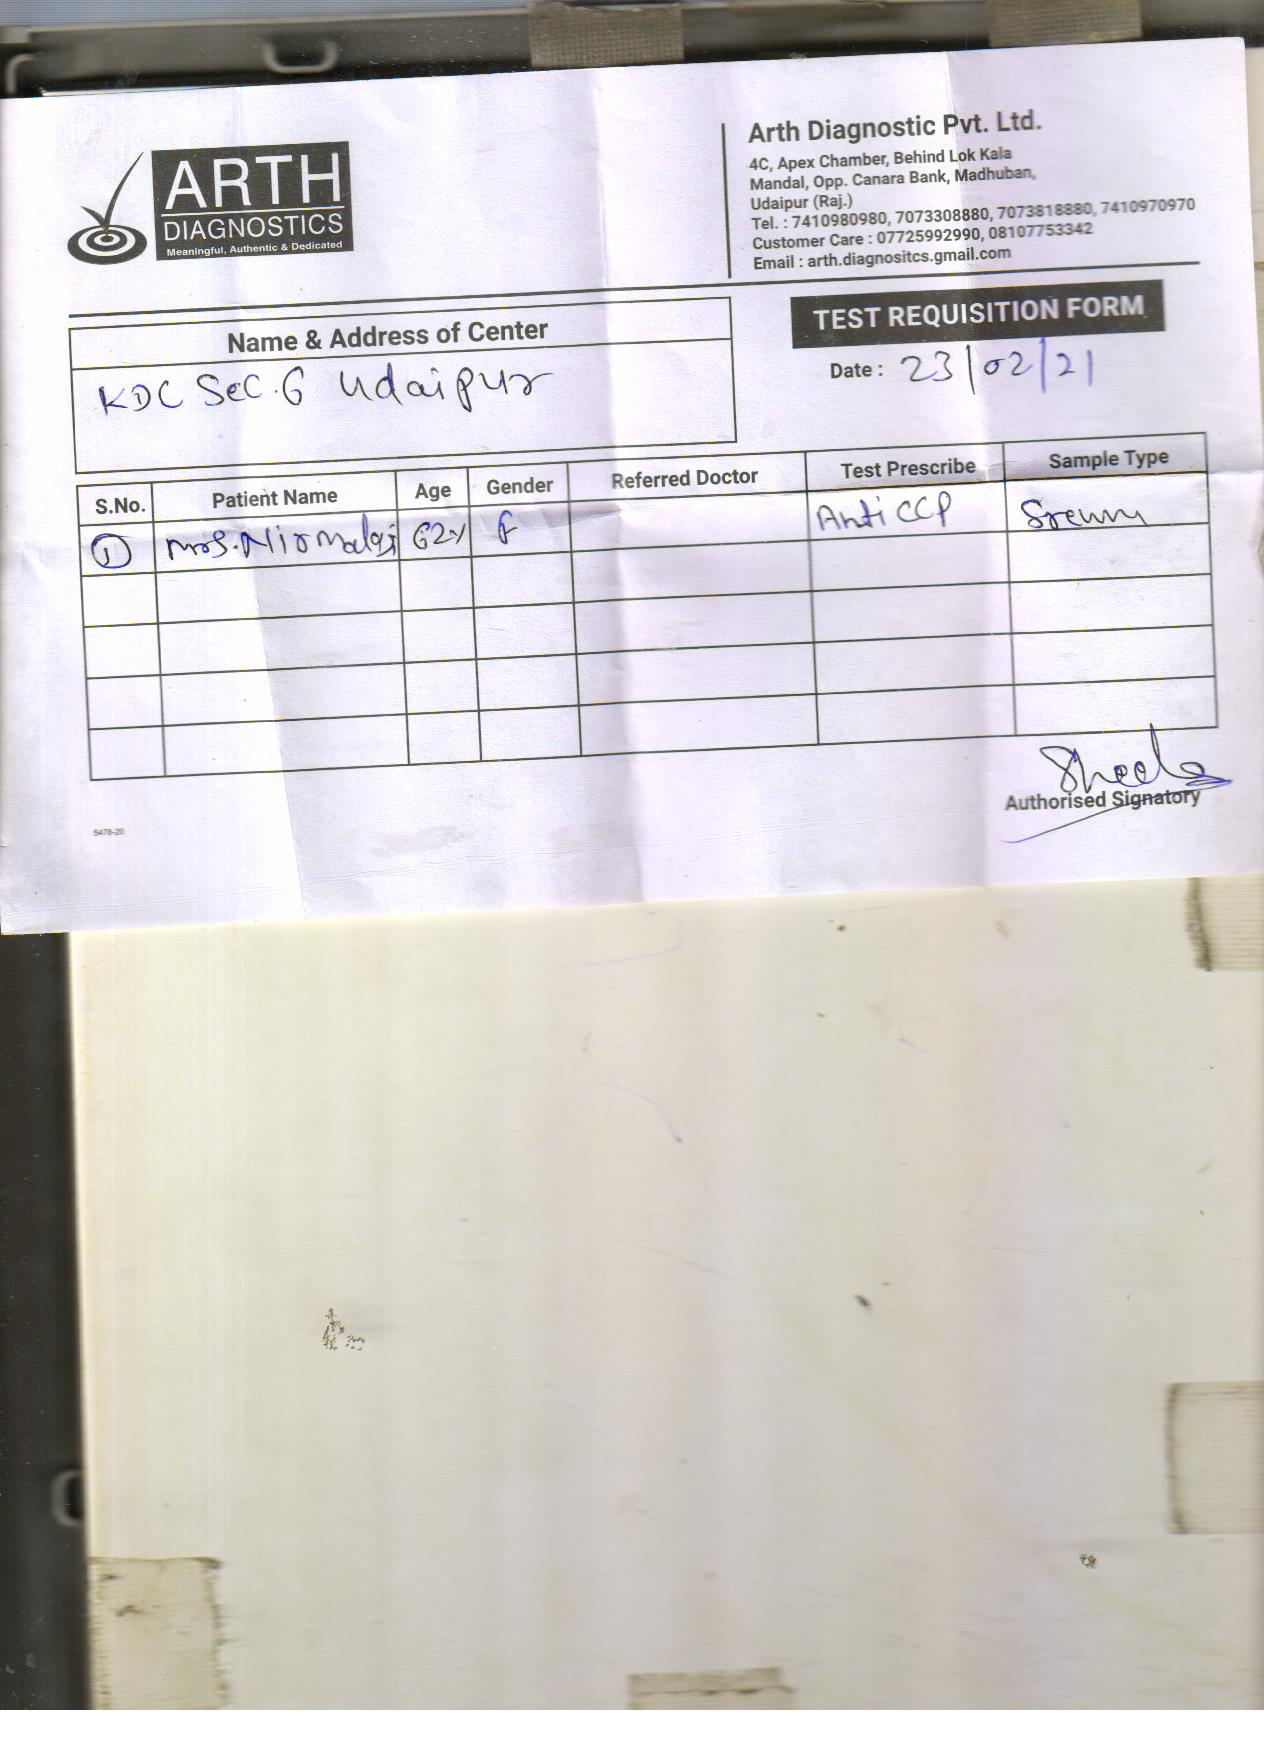 ARTH
DIAGNOSTICS
Meaningful, Authentic & Dedicated
Arth Diagnostic Pvt. Ltd.
4C, Apex Chamber, Behind Lok Kala
Mandal, Opp. Canara Bank, Madhuban,
Udaipur (Raj.)
Tel. : 7410980980, 7073308880, 7073818880, 7410970970
Customer Care : 07725992990, 08107753342
Email : arth.diagnositcs.gmail.com
Name & Address of Center
KDC SeC.6 Udaipur
TEST REQUISITION FORM
Date : 23/02/21
S.No. Patient Name Age Gender Referred Doctor Test Prescribe Sample Type
1 mrs. 62y F Anti CCP
Authorised Signatory
5478-20